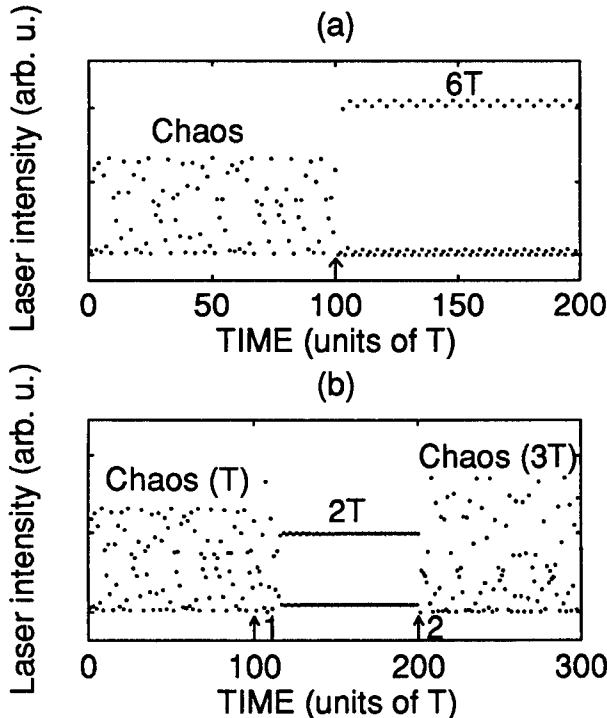 (a)
Laser intensity (arb. u.)
6T
Chaos
0 50 100 150 200
TIME (units of T)
(b)
Laser intensity (arb. u.)
Chaos (T)
2T
Chaos (3T)
1
2
0 100 200 300
TIME (units of T)